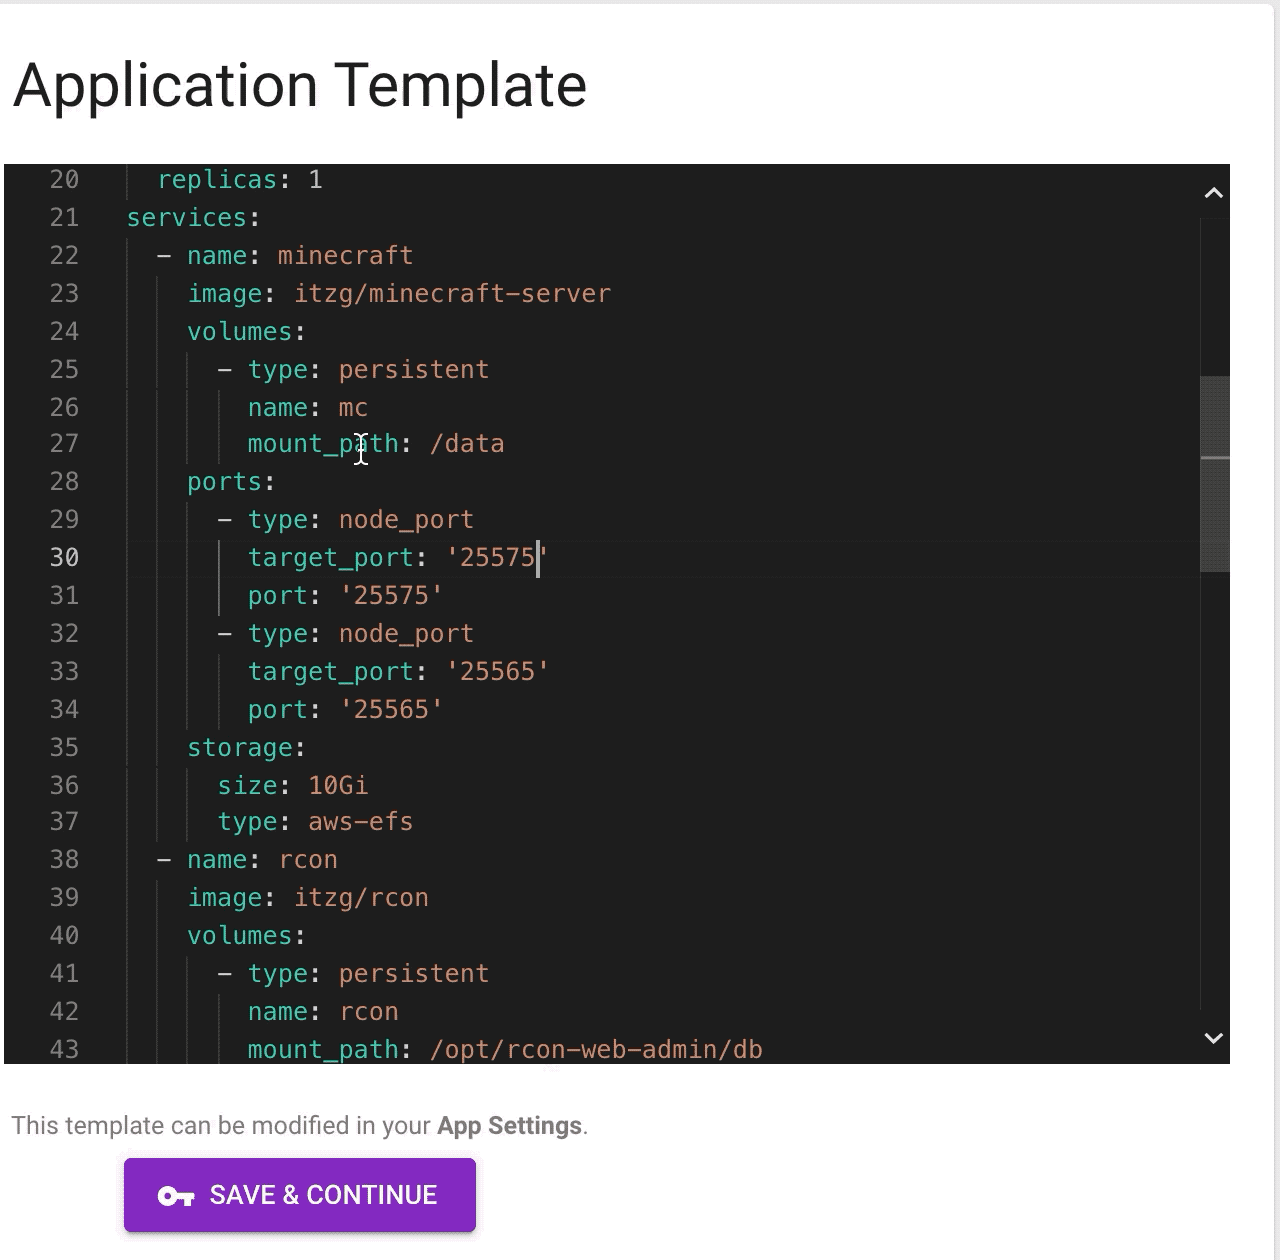 Application Template
20 replicas: 1
21 services:
22 - name: minecraft
23 image: itzg/minecraft-server
24 volumes:
25 - type: persistent
26 name: mc
27 mount_path: /data
28 ports:
29 - type: node_port
30 target_port: '25575'
31 port: '25575'
32 - type: node_port
33 target_port: '25565'
34 port: '25565'
35 storage:
36 size: 10Gi
37 type: aws-efs
38 - name: rcon
39 image: itzg/rcon
40 volumes:
41 - type: persistent
42 name: rcon
43 mount_path: /opt/rcon-web-admin/db
This template can be modified in your App Settings.
SAVE & CONTINUE